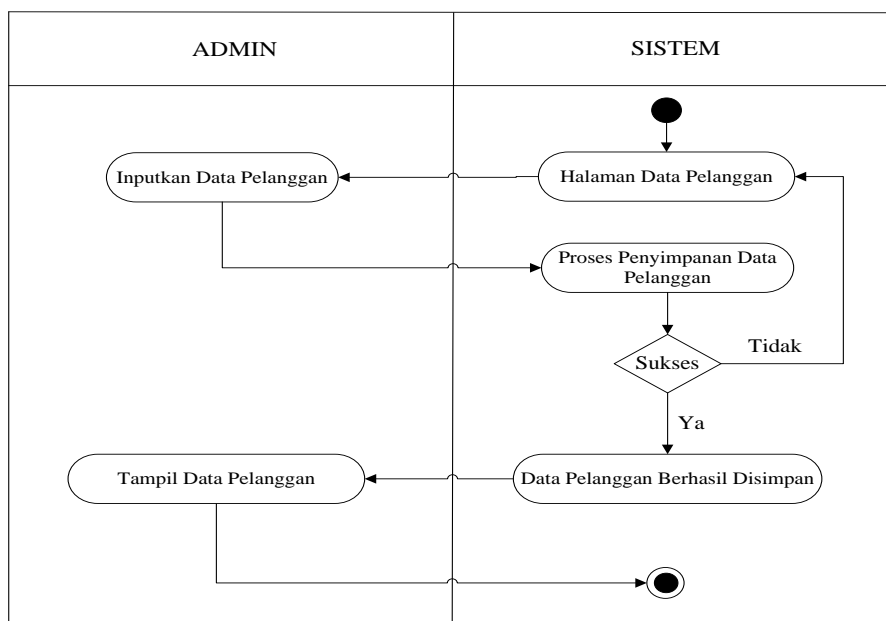 ADMIN
SISTEM
Inputkan Data Pelanggan
Halaman Data Pelanggan
Proses Penyimpanan Data
Pelanggan
Sukses
Tidak
Ya
Tampil Data Pelanggan
Data Pelanggan Berhasil Disimpan